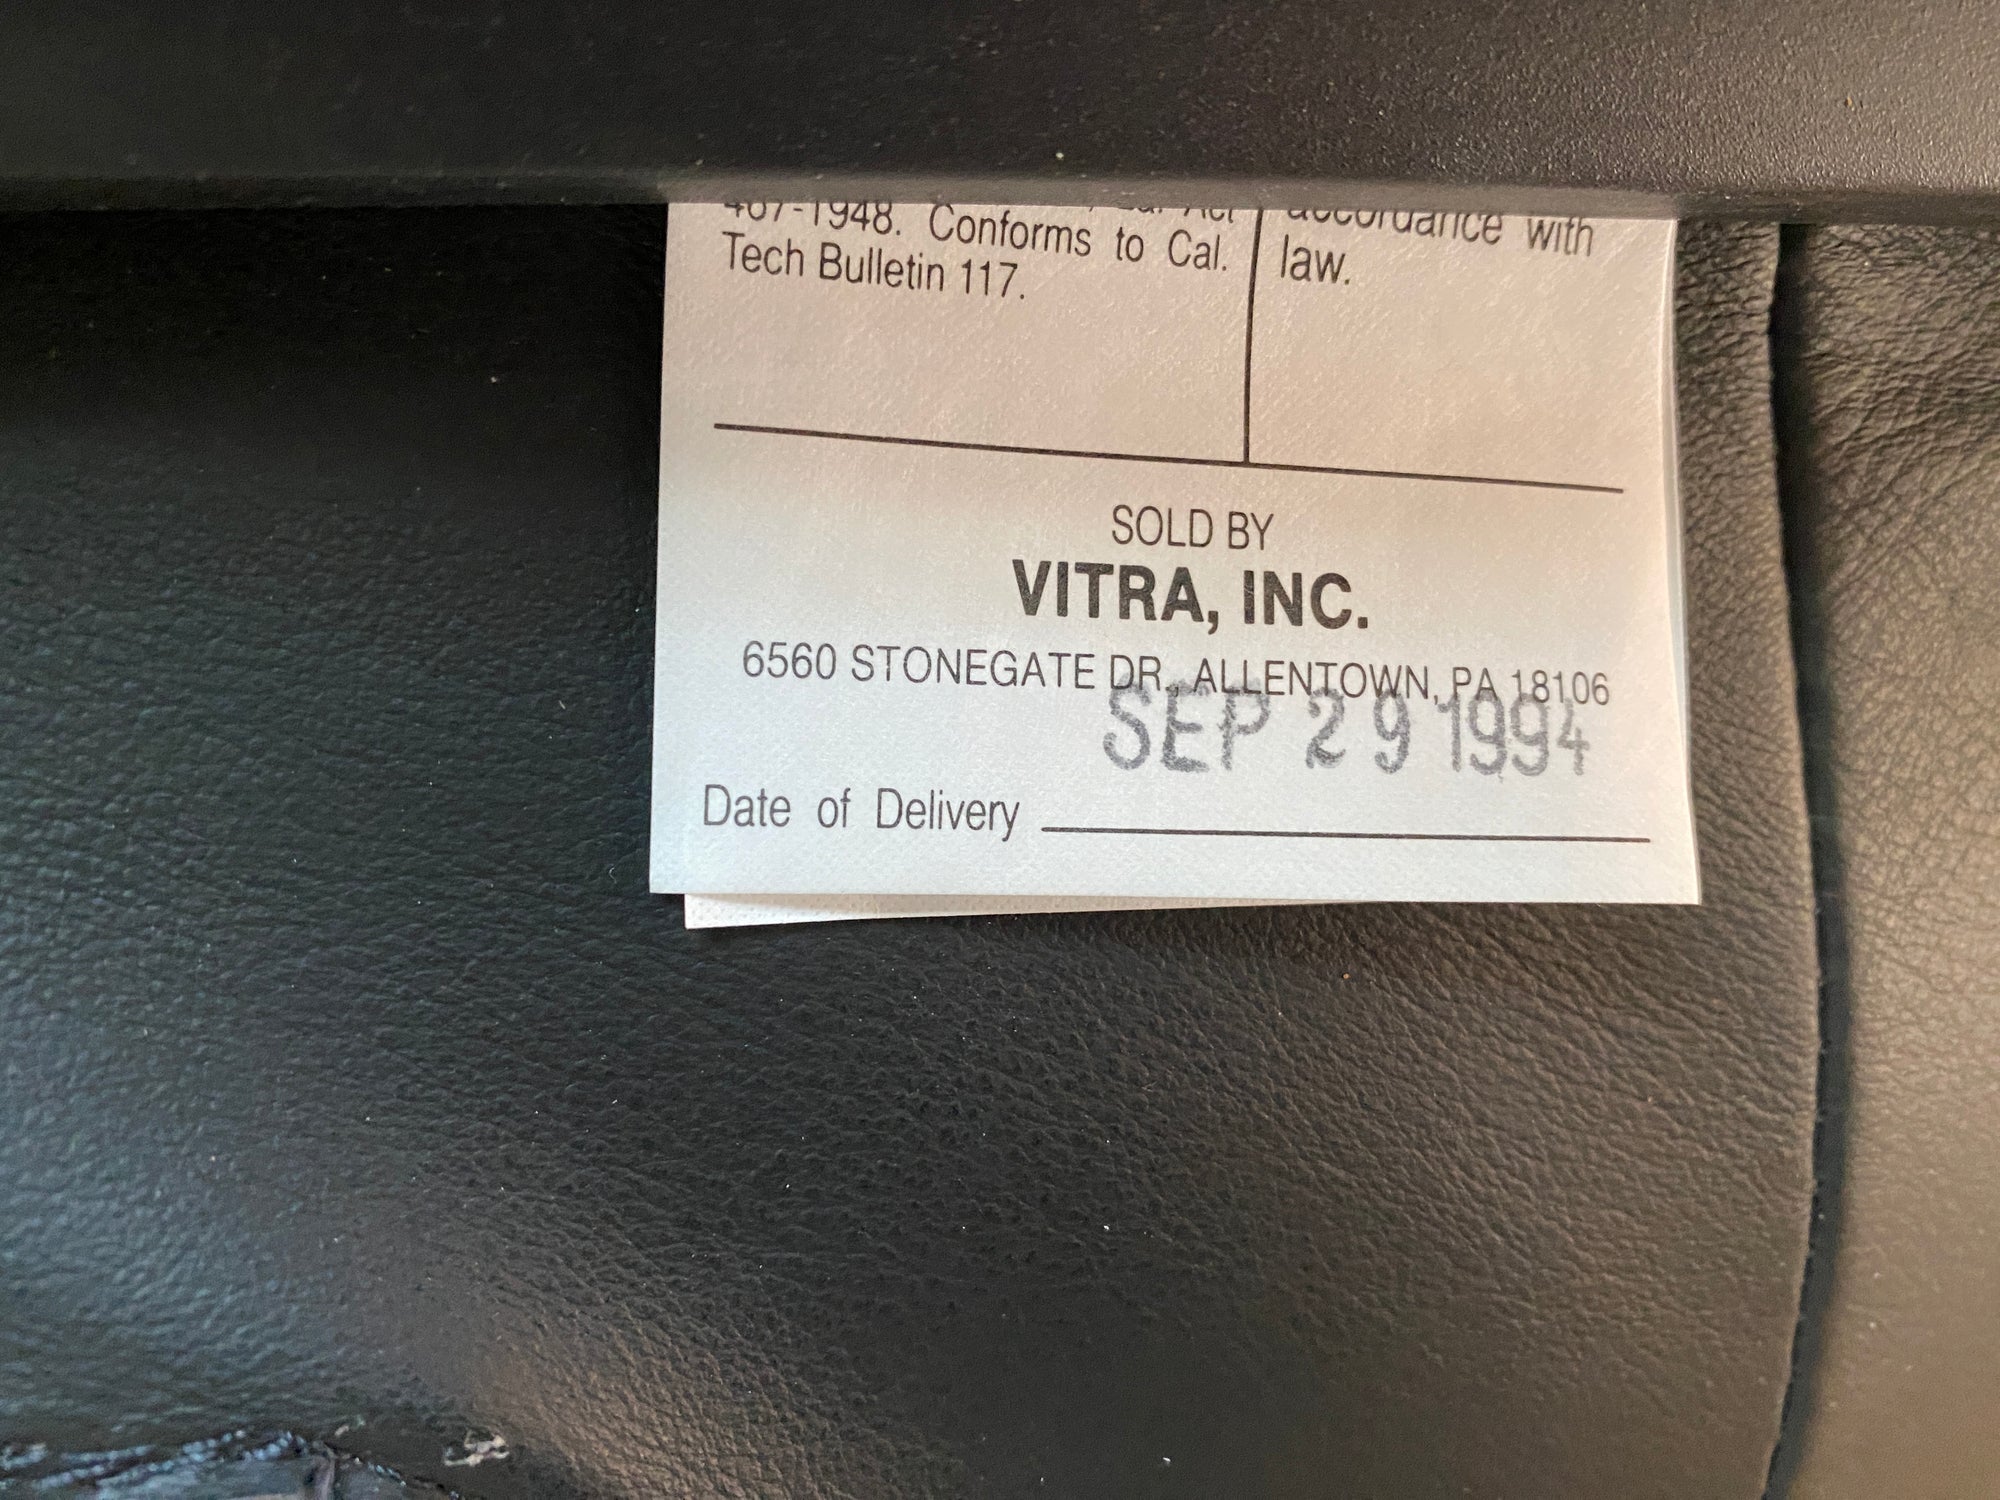 407-1948. Conforms to Cal.
Tech Bulletin 117.
accordance with
law.
SOLD BY
VITRA, INC.
6560 STONEGATE DR., ALLENTOWN, PA 18106
SEP 29 1994
Date of Delivery